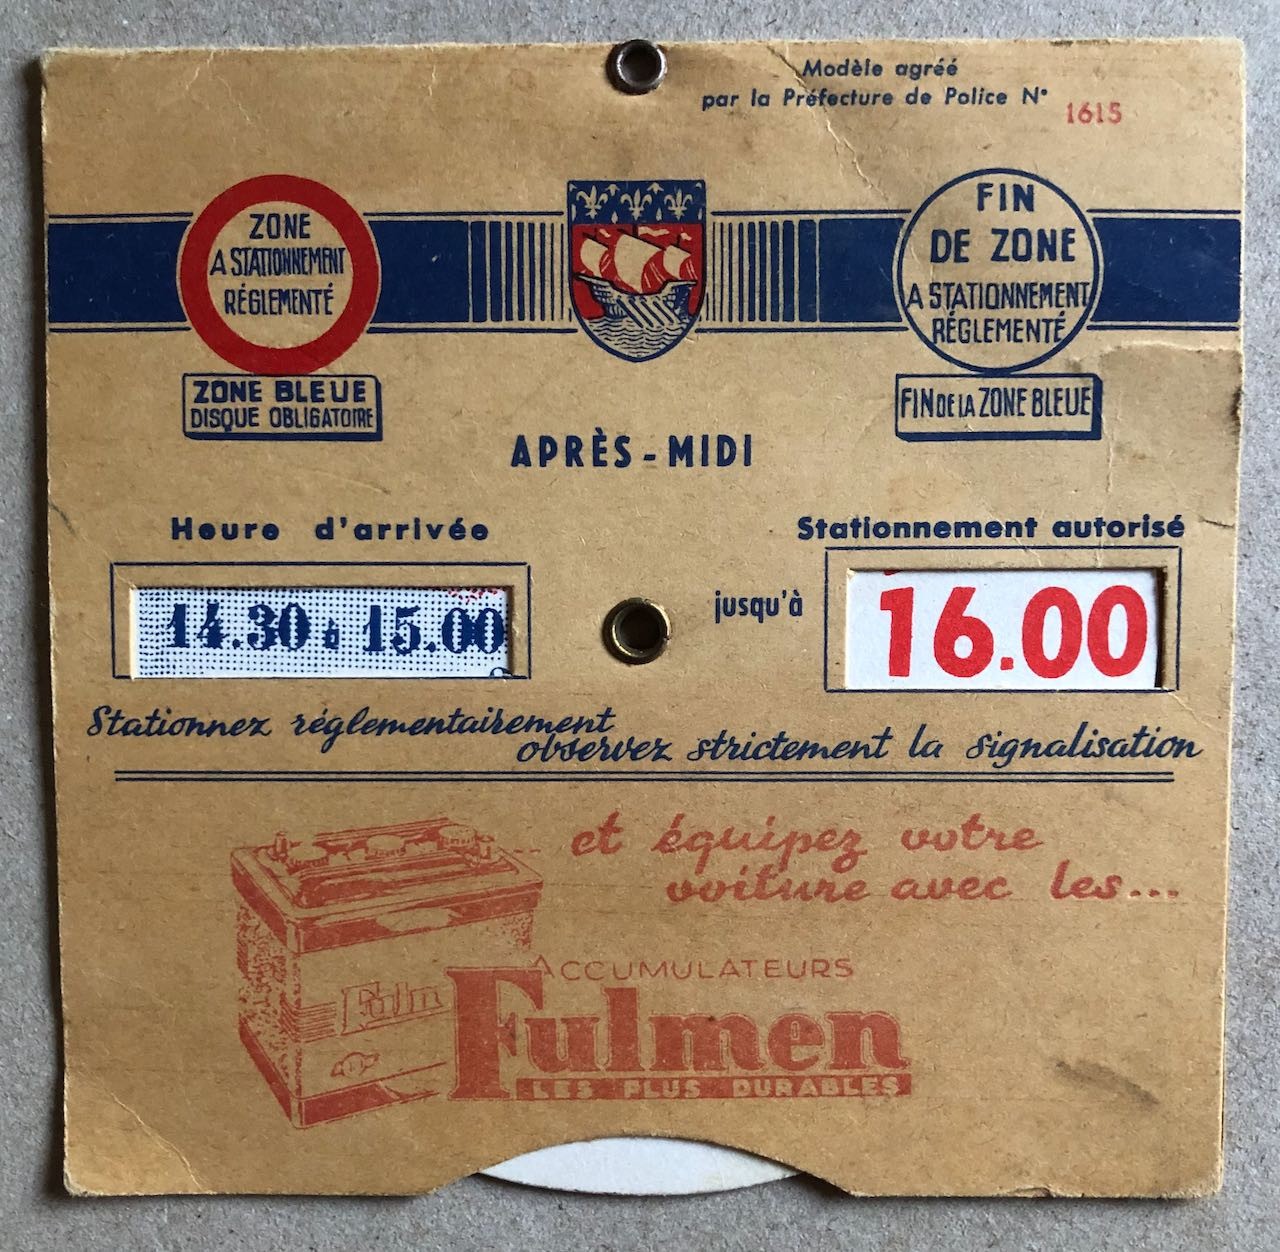 Modèle agréé
par la Préfecture de Police N° 1615
ZONE
A STATIONNEMENT
RÉGLEMENTÉ
ZONE BLEUE
DISQUE OBLIGATOIRE
FIN
DE ZONE
A STATIONNEMENT
RÉGLEMENTÉ
FIN DE LA ZONE BLEUE
APRÈS - MIDI
Heure d'arrivée
14.30 à 15.00
Stationnement autorisé
jusqu'à
16.00
Stationnez réglementairement
observez strictement la signalisation
et équipez votre
voiture avec les...
Fulm
ACCUMULATEURS
Fulmen
LES PLUS DURABLES